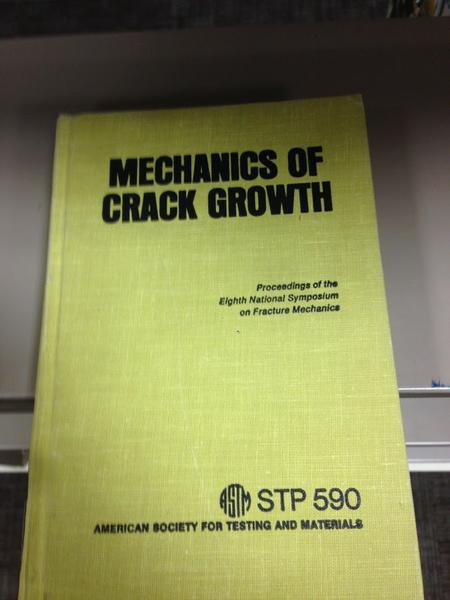 MECHANICS OF
CRACK GROWTH
Proceedings of the
Eighth National Symposium
on Fracture Mechanics
ASTM STP 590
AMERICAN SOCIETY FOR TESTING AND MATERIALS